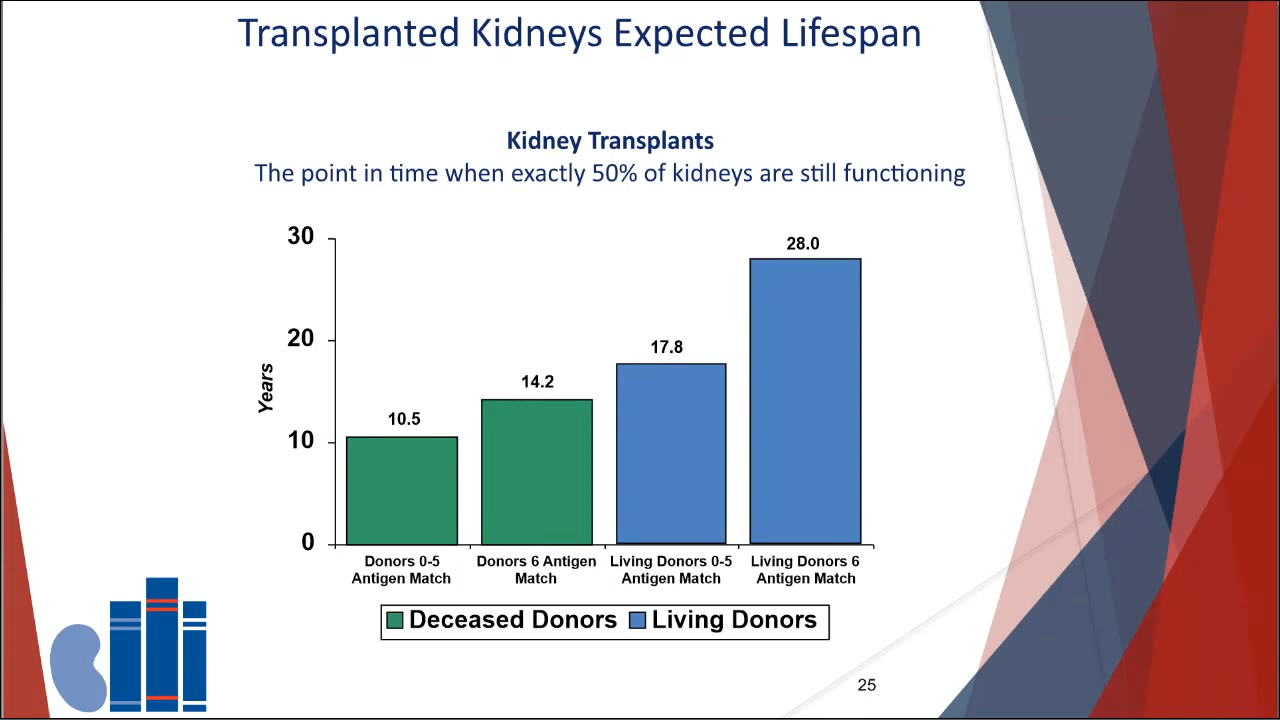 Transplanted Kidneys Expected Lifespan
Kidney Transplants
The point in time when exactly 50% of kidneys are still functioning
30
20
10
0
Years
10.5
14.2
17.8
28.0
Donors 0-5
Antigen Match
Donors 6 Antigen
Match
Living Donors 0-5
Antigen Match
Living Donors 6
Antigen Match
Deceased Donors
Living Donors
25